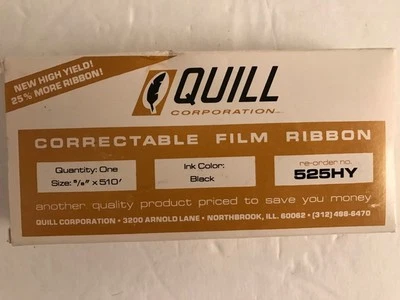 NEW HIGH YIELD!
25% MORE RIBBON!
QUILL
CORPORATION
CORRECTABLE FILM RIBBON
Quantity: One
Size: " x 510'
Ink Color:
Black
re-order no.
525HY
another quality product priced to save you money
QUILL CORPORATION • 3200 ARNOLD LANE • NORTHBROOK, ILL. 60062 • (312) 498-6470